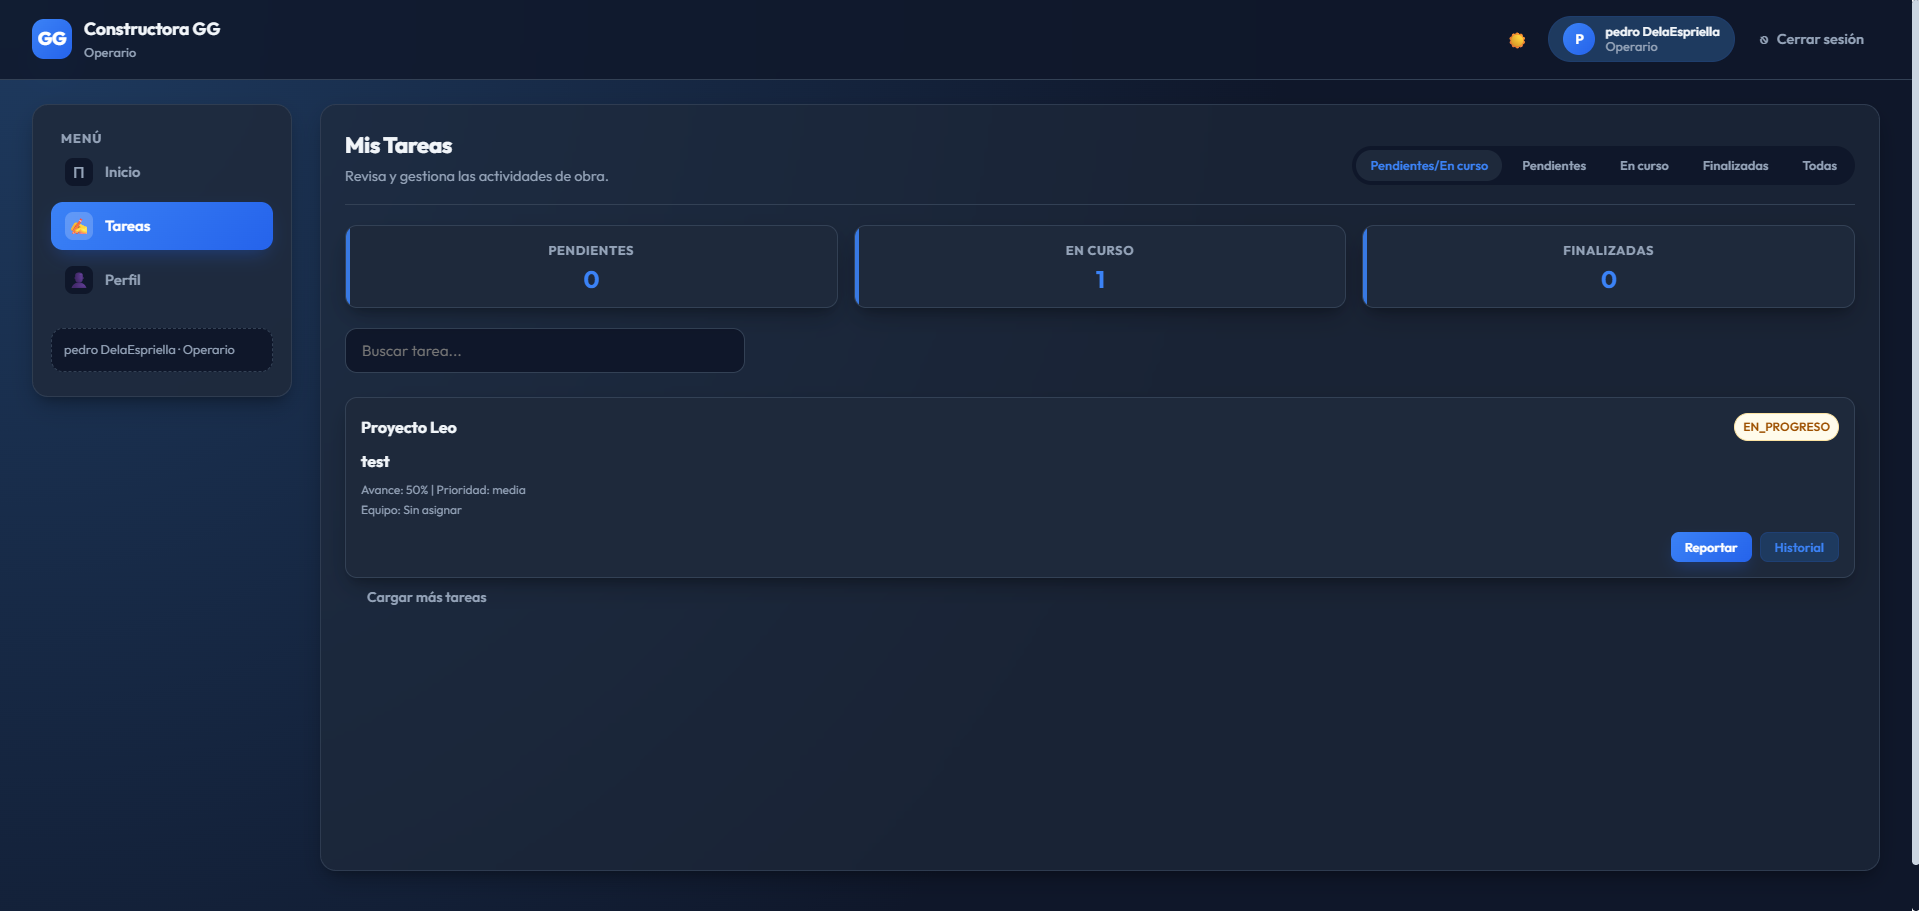 GG
Constructora GG
Operario
P
pedro DelaEspriella
Operario
Cerrar sesión
MENÚ
Inicio
Tareas
Perfil
pedro DelaEspriella · Operario
Mis Tareas
Revisa y gestiona las actividades de obra.
Pendientes/En curso
Pendientes
En curso
Finalizadas
Todas
PENDIENTES
0
EN CURSO
1
FINALIZADAS
0
Buscar tarea...
Proyecto Leo
EN_PROGRESO
test
Avance: 50% | Prioridad: media
Equipo: Sin asignar
Reportar
Historial
Cargar más tareas